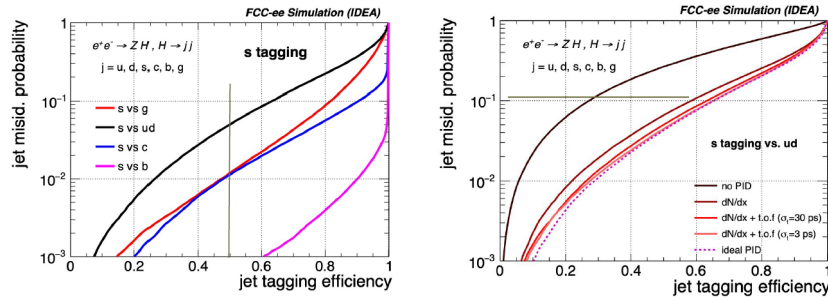 FCC-ee Simulation (IDEA)
jet misid. probability
1
10⁻¹
10⁻²
10⁻³
e⁺e⁻ → ZH, H → jj
j = u, d, s, c, b, g
s tagging
s vs g
s vs ud
s vs c
s vs b
0 0.2 0.4 0.6 0.8 1
jet tagging efficiency
FCC-ee Simulation (IDEA)
jet misid. probability
1
10⁻¹
10⁻²
10⁻³
e⁺e⁻ → ZH, H → jj
j = u, d, s, c, b, g
s tagging vs. ud
no PID
dN/dx
dN/dx + t.o.f (σₜ=30 ps)
dN/dx + t.o.f (σₜ=3 ps)
ideal PID
0 0.2 0.4 0.6 0.8 1
jet tagging efficiency